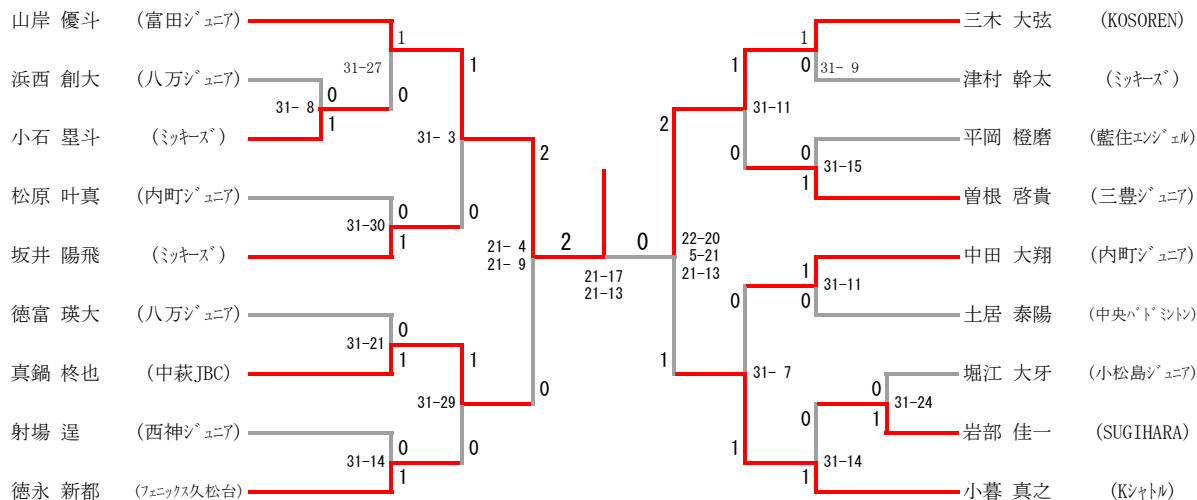 山岸 優斗 (富田ジュニア) 1 1 三木 大弦 (KOSOREN)
31-27 1 1 0 31- 9
浜西 創大 (八万ジュニア) 0 0 31-11 津村 幹太 (ミッキーズ)
31- 8 1
小石 塁斗 (ミッキーズ) 31- 3 2 2 0 0 平岡 橙磨 (藍住エンジェル)
31-15
松原 叶真 (内町ジュニア) 0 0 1 曽根 啓貴 (三豊ジュニア)
31-30 1
坂井 陽飛 (ミッキーズ) 21- 4 2 0 22-20 中田 大翔 (内町ジュニア)
21- 9 5-21 1
21-17 21-13 31-11
21-13 0 0
徳富 瑛大 (八万ジュニア) 0 土居 泰陽 (中央バドミントン)
31-21 1 1 1
真鍋 柊也 (中萩JBC) 0 31- 7 堀江 大牙 (小松島ジュニア)
31-29 0 0 31-24
1
射場 逞 (西神ジュニア) 0 0 1 岩部 佳一 (SUGIHARA)
31-14 1 31-14
1
徳永 新都 (フェニックス久松台) 小暮 真之 (Kシャトル)